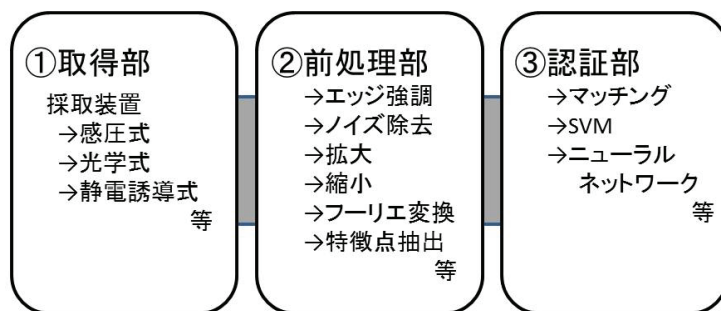 ①取得部
採取装置
→感圧式
→光学式
→静電誘導式
等
②前処理部
→エッジ強調
→ノイズ除去
→拡大
→縮小
→フーリエ変換
→特徴点抽出
等
③認証部
→マッチング
→SVM
→ニューラル
ネットワーク
等